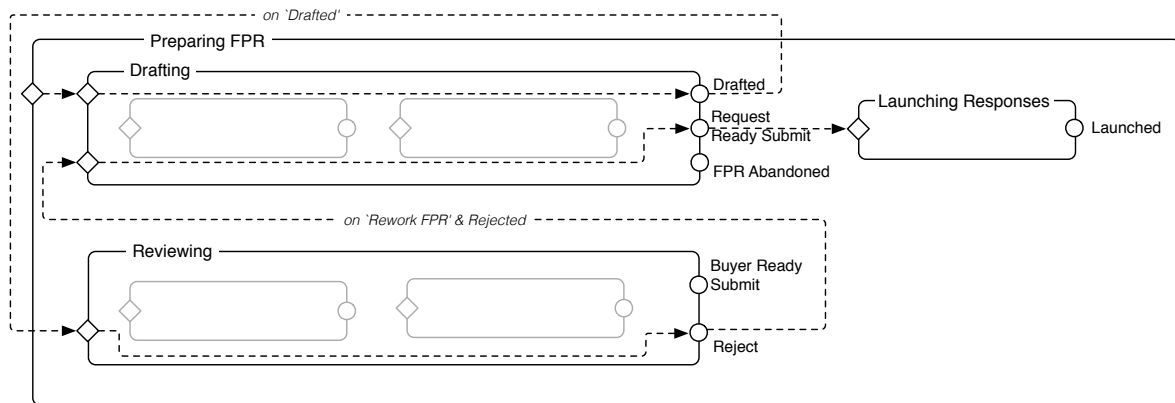 on `Drafted'
Preparing FPR
Drafting
Drafted
Request
Ready Submit
FPR Abandoned
Launching Responses
Launched
on `Rework FPR' & Rejected
Reviewing
Buyer Ready
Submit
Reject